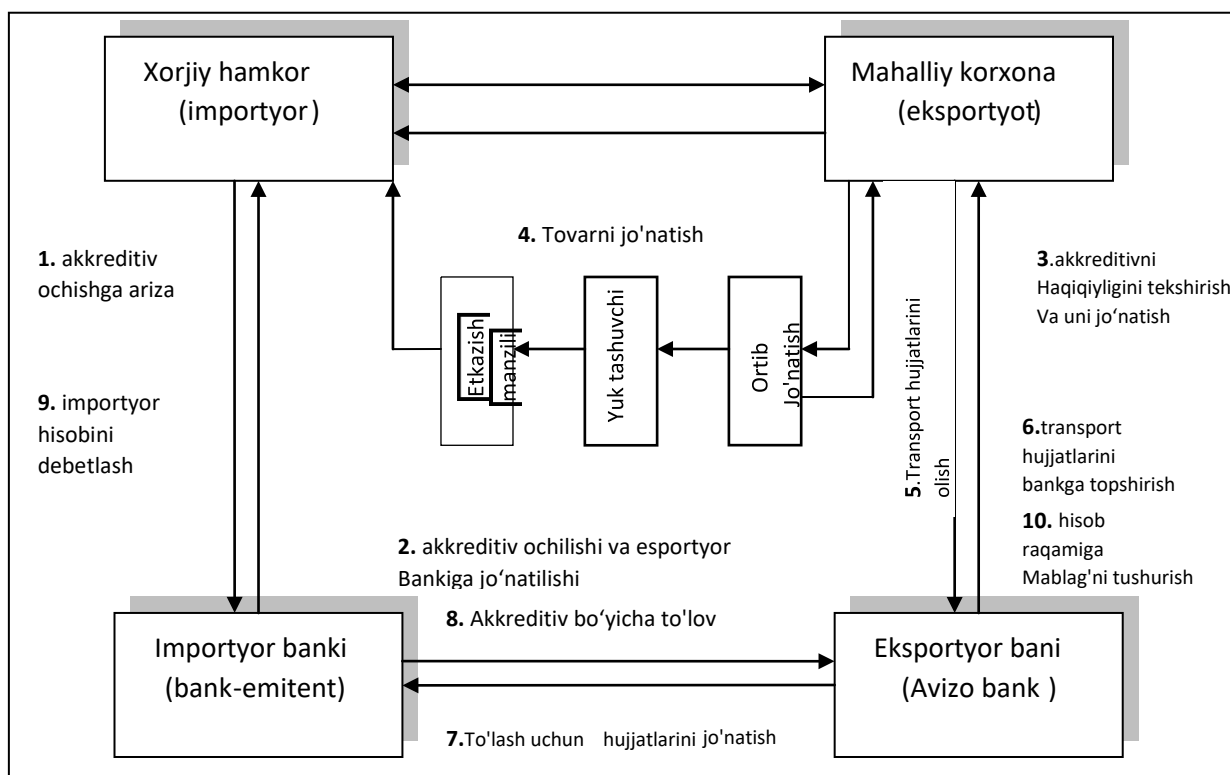 Xorjiy hamkor
(importyor )
Mahalliy korxona
(eksportyot)
1. akkreditiv
ochishga ariza
4. Tovarni jo'natish
3.akkreditivni
Haqiqiyligini tekshirish
Va uni jo‘natish
Etkazish
manzili
Yuk tashuvchi
Ortib
Jo'natish
5.Transport hujjatlarini
olish
9. importyor
hisobini
debetlash
6.transport
hujjatlarini
bankga topshirish
10. hisob
raqamiga
Mablag'ni tushurish
2. akkreditiv ochilishi va esportyor
Bankiga jo‘natilishi
8. Akkreditiv bo‘yicha to'lov
Importyor banki
(bank-emitent)
Eksportyor bani
(Avizo bank )
7.To'lash uchun hujjatlarini jo'natish